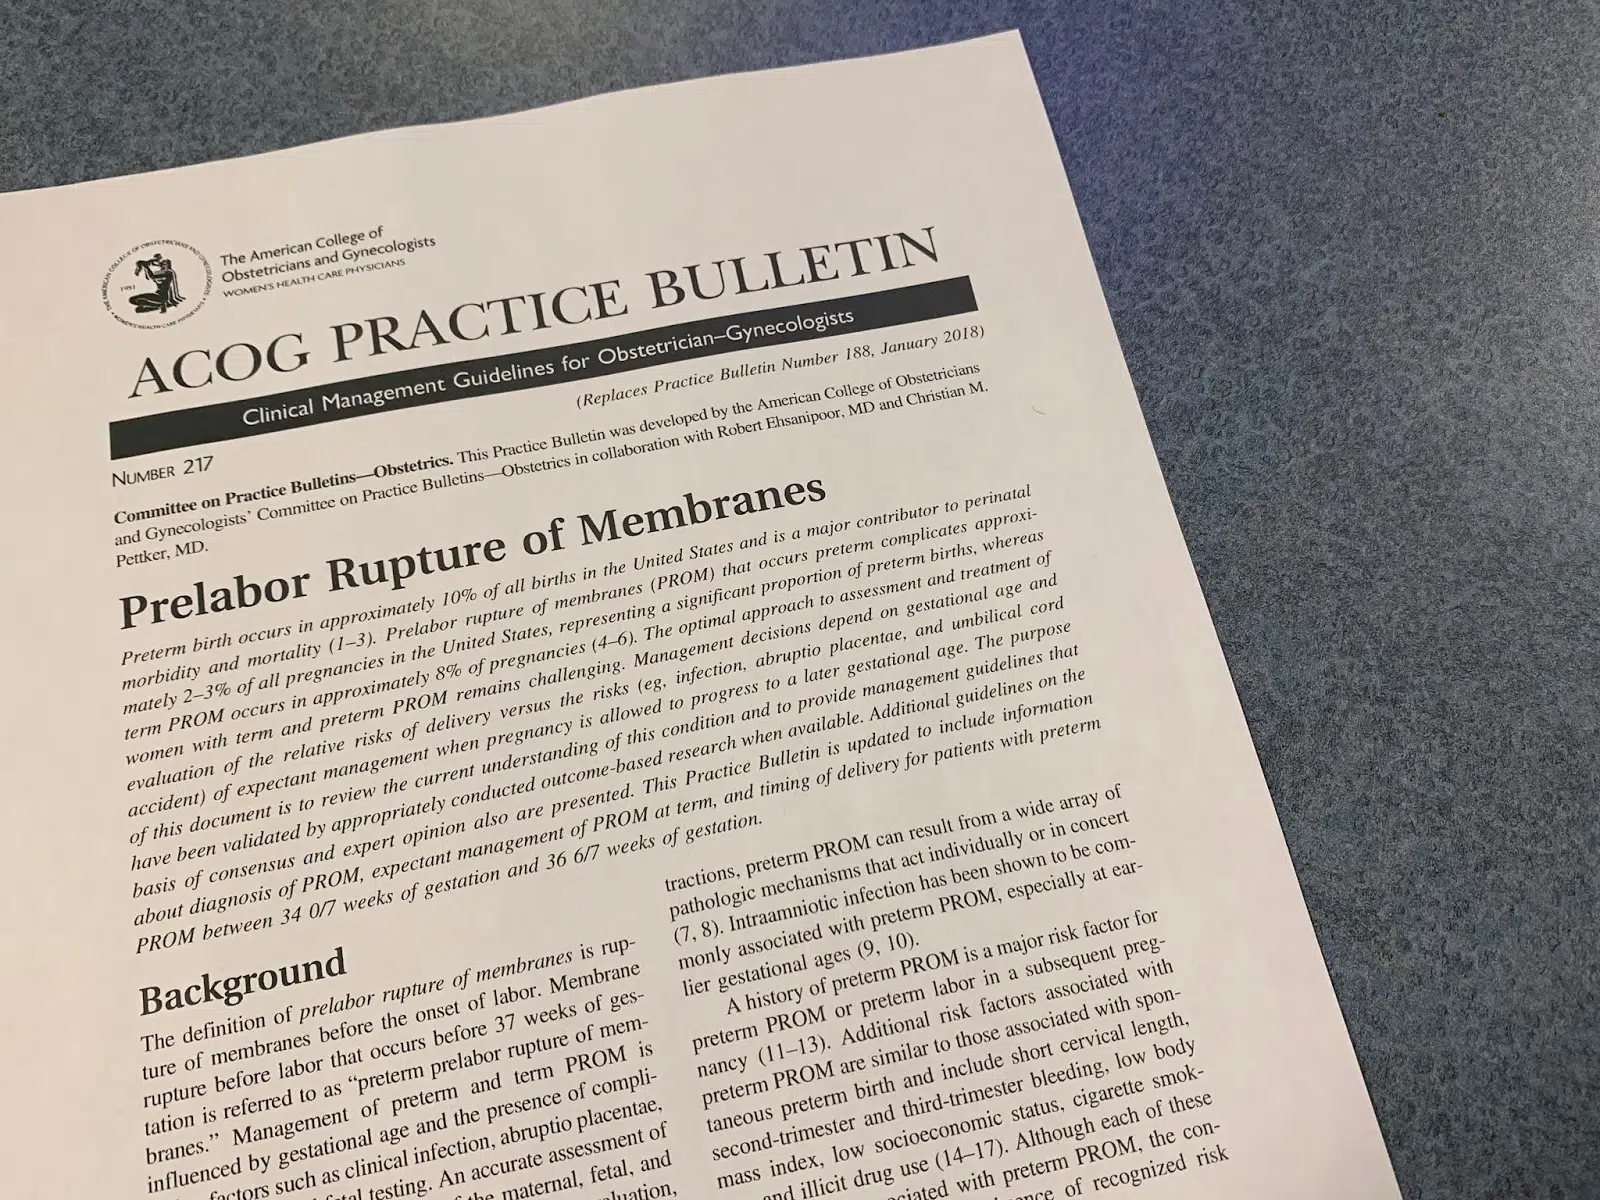 The American College of
Obstetricians and Gynecologists
WOMEN'S HEALTH CARE PHYSICIANS
ACOG PRACTICE BULLETIN
Clinical Management Guidelines for Obstetrician–Gynecologists
NUMBER 217
(Replaces Practice Bulletin Number 188, January 2018)
Committee on Practice Bulletins—Obstetrics. This Practice Bulletin was developed by the American College of Obstetricians
and Gynecologists' Committee on Practice Bulletins—Obstetrics in collaboration with Robert Ehsanipoor, MD and Christian M.
Pettker, MD.
Prelabor Rupture of Membranes
Preterm birth occurs in approximately 10% of all births in the United States and is a major contributor to perinatal
morbidity and mortality (1–3). Prelabor rupture of membranes (PROM) that occurs preterm complicates approxi-
mately 2–3% of all pregnancies in the United States, representing a significant proportion of preterm births, whereas
term PROM occurs in approximately 8% of pregnancies (4–6). The optimal approach to assessment and treatment of
women with term and preterm PROM remains challenging. Management decisions depend on gestational age and
evaluation of the relative risks of delivery versus the risks (eg, infection, abruptio placentae, and umbilical cord
accident) of expectant management when pregnancy is allowed to progress to a later gestational age. The purpose
of this document is to review the current understanding of this condition and to provide management guidelines that
have been validated by appropriately conducted outcome-based research when available. Additional guidelines on the
basis of consensus and expert opinion also are presented. This Practice Bulletin is updated to include information
about diagnosis of PROM, expectant management of PROM at term, and timing of delivery for patients with preterm
PROM between 34 0/7 weeks of gestation and 36 6/7 weeks of gestation.
Background
The definition of prelabor rupture of membranes is rup-
ture of membranes before the onset of labor. Membrane
rupture before labor that occurs before 37 weeks of ges-
tation is referred to as "preterm prelabor rupture of mem-
branes." Management of preterm and term PROM is
influenced by gestational age and the presence of compli-
factors such as clinical infection, abruptio placentae,
testing. An accurate assessment of
maternal, fetal, and
tractions, preterm PROM can result from a wide array of
pathologic mechanisms that act individually or in concert
(7, 8). Intraamniotic infection has been shown to be com-
monly associated with preterm PROM, especially at ear-
lier gestational ages (9, 10).
A history of preterm PROM is a major risk factor for
preterm PROM or preterm labor in a subsequent preg-
nancy (11–13). Additional risk factors associated with
preterm PROM are similar to those associated with spon-
taneous preterm birth and include short cervical length,
second-trimester and third-trimester bleeding, low body
mass index, low socioeconomic status, cigarette smok-
and illicit drug use (14–17). Although each of these
with preterm PROM, the con-
of recognized risk